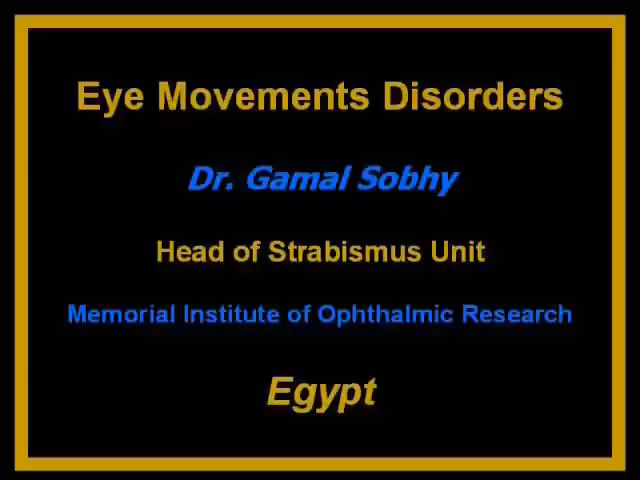 Eye Movements Disorders
Dr. Gamal Sobhy
Head of Strabismus Unit
Memorial Institute of Ophthalmic Research
Egypt